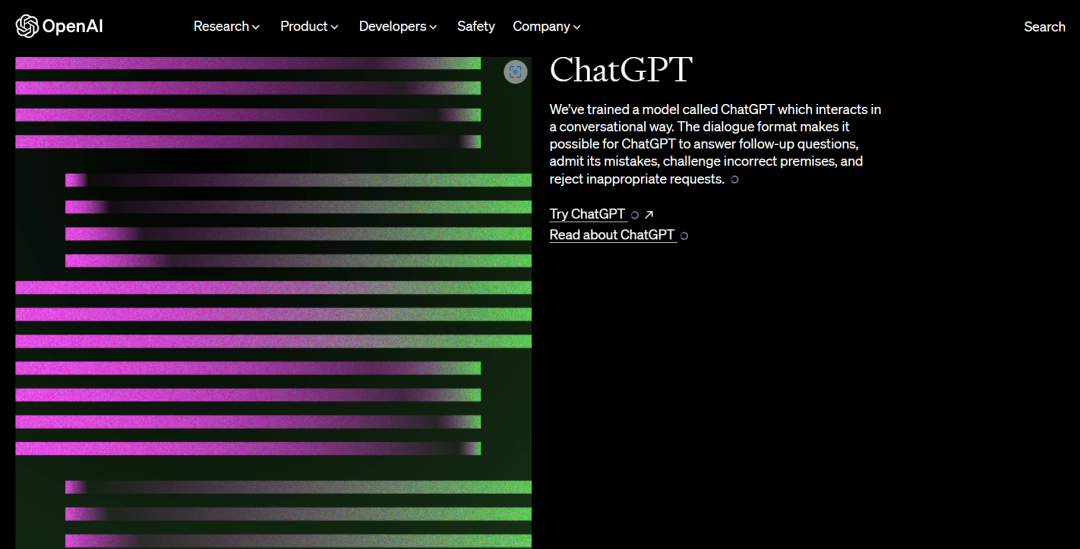 OpenAI
Research
Product
Developers
Safety
Company
Search
ChatGPT
We’ve trained a model called ChatGPT which interacts in
a conversational way. The dialogue format makes it
possible for ChatGPT to answer follow-up questions,
admit its mistakes, challenge incorrect premises, and
reject inappropriate requests.
Try ChatGPT ↗
Read about ChatGPT